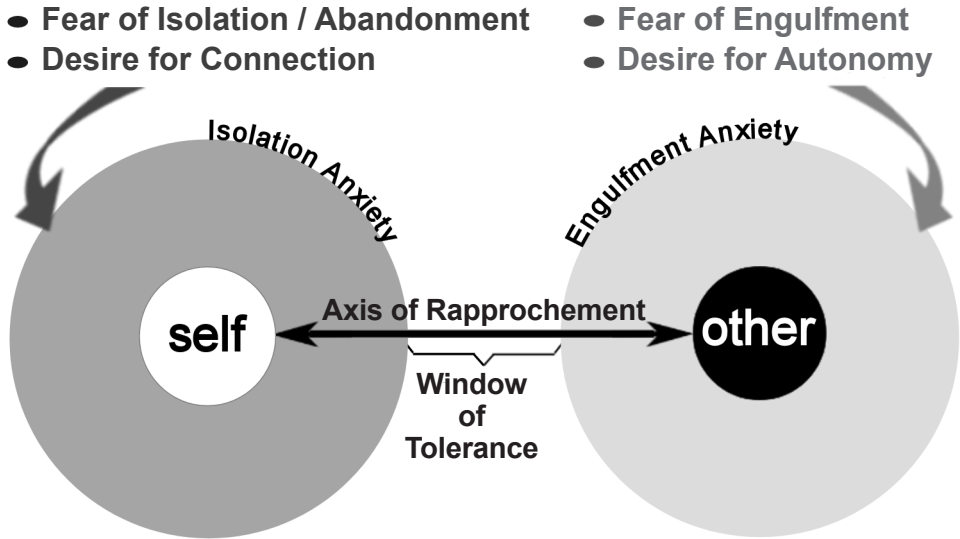 Fear of Isolation / Abandonment
Desire for Connection
Fear of Engulfment
Desire for Autonomy
Isolation Anxiety
Engulfment Anxiety
Axis of Rapprochement
self
other
Window
of
Tolerance